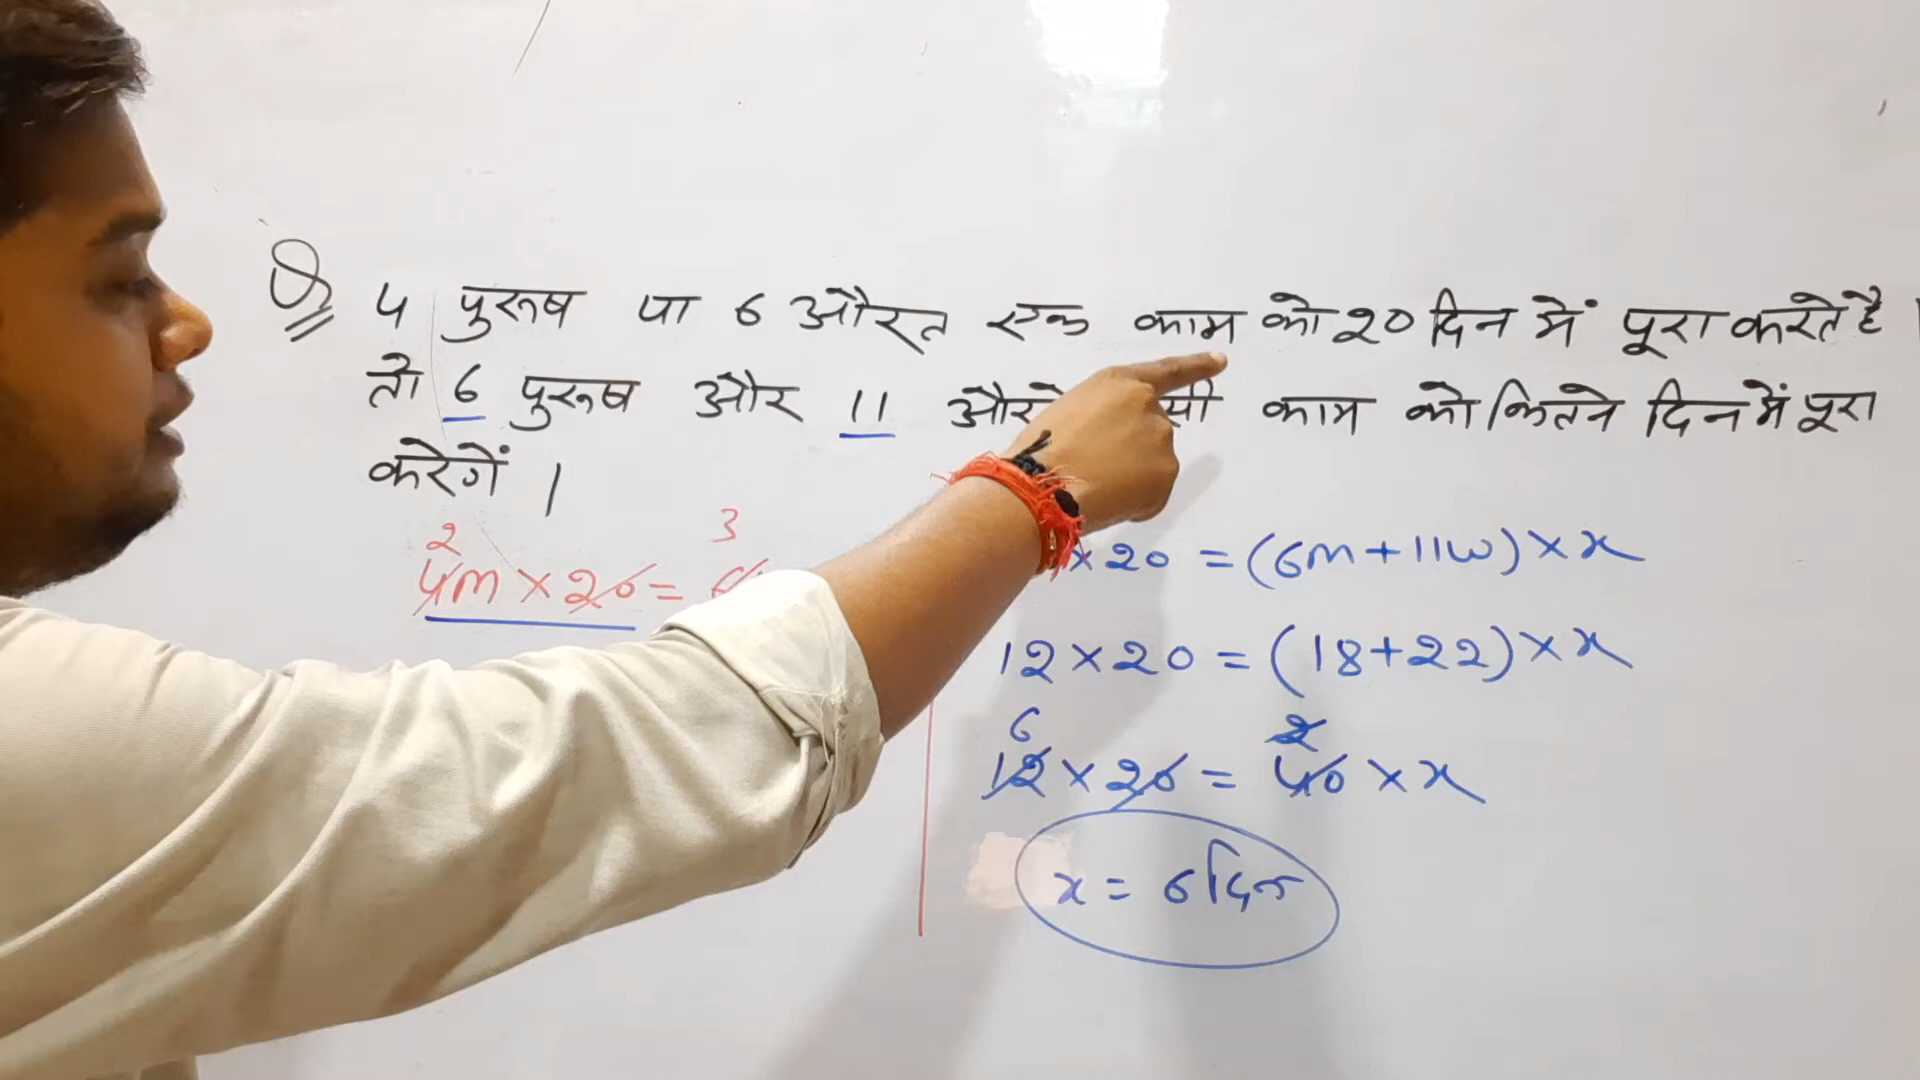 Q 4 पुरूष या 6 औरत एक काम को 20 दिन में पूरा करते है ।
तो 6 पुरूष और 11 औरते सी काम को कितने दिन में पूरा
करेगें ।
2 3
4m × 20 =
× 20 = (6m + 11w) × x
12 × 20 = (18 + 22) × x
6 2
12 × 20 = 40 × x
x = 6 दिन